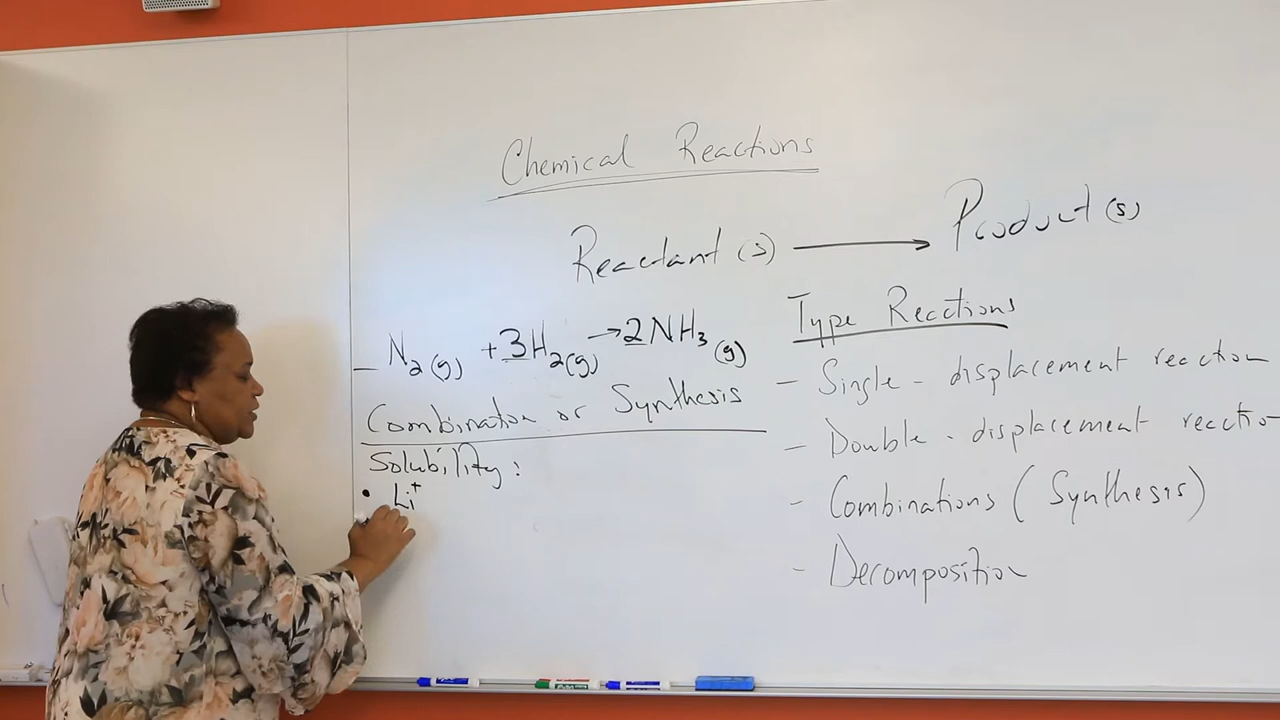 Chemical Reactions
Reactant (s) → Product (s)
N₂(g) + 3H₂(g) → 2NH₃(g)
Combination or Synthesis
Solubility:
• Li⁺
Type Reactions
- Single - displacement reaction
- Double - displacement reactio
- Combinations (Synthesis)
- Decomposition